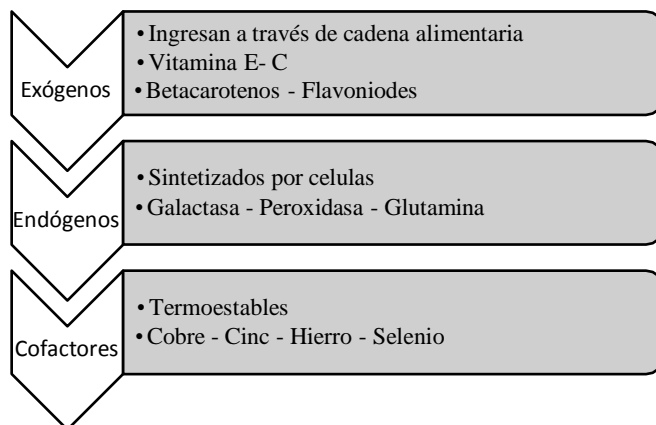 Exógenos
• Ingresan a través de cadena alimentaria
• Vitamina E- C
• Betacarotenos - Flavoniodes
Endógenos
• Sintetizados por celulas
• Galactasa - Peroxidasa - Glutamina
Cofactores
• Termoestables
• Cobre - Cinc - Hierro - Selenio